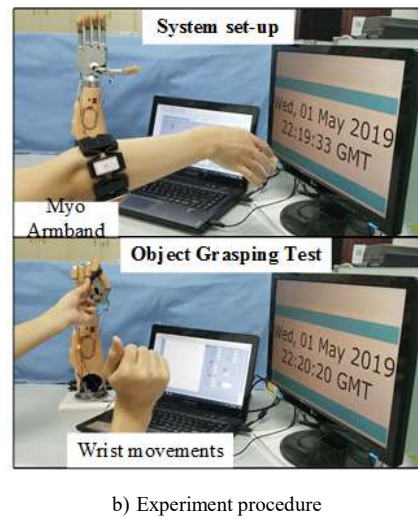 System set-up
Wed, 01 May 2019
22:19:33 GMT
Myo
Armband
Object Grasping Test
Wed, 01 May 2019
22:20:20 GMT
Wrist movements
b) Experiment procedure